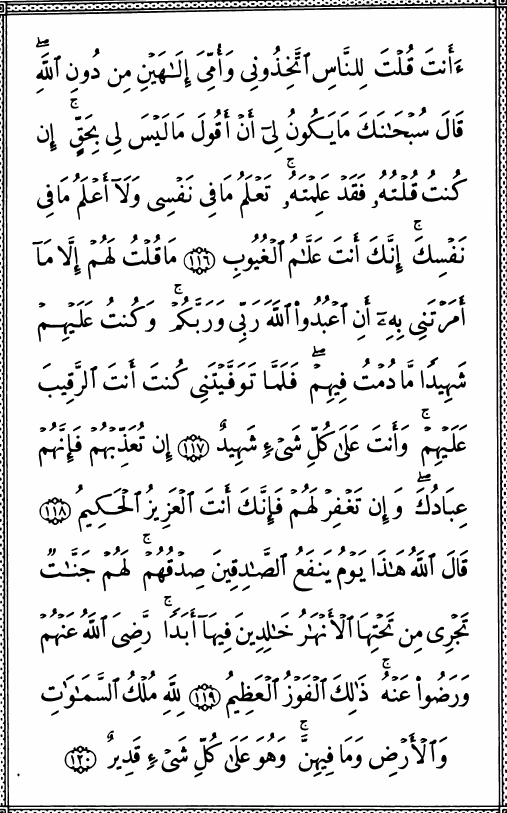 ءَأَنتَ قُلۡتَ لِلنَّاسِ ٱتَّخِذُونِي وَأُمِّيَ إِلَٰهَيۡنِ مِن دُونِ ٱللَّهِۖ
قَالَ سُبۡحَٰنَكَ مَا يَكُونُ لِيٓ أَنۡ أَقُولَ مَا لَيۡسَ لِي بِحَقٍّۚ إِن
كُنتُ قُلۡتُهُۥ فَقَدۡ عَلِمۡتَهُۥۚ تَعۡلَمُ مَا فِي نَفۡسِي وَلَآ أَعۡلَمُ مَا فِي
نَفۡسِكَۚ إِنَّكَ أَنتَ عَلَّٰمُ ٱلۡغُيُوبِ ١١٦ مَا قُلۡتُ لَهُمۡ إِلَّا مَآ
أَمَرۡتَنِي بِهِۦٓ أَنِ ٱعۡبُدُواْ ٱللَّهَ رَبِّي وَرَبَّكُمۡۚ وَكُنتُ عَلَيۡهِمۡ
شَهِيدٗا مَّا دُمۡتُ فِيهِمۡۖ فَلَمَّا تَوَفَّيۡتَنِي كُنتَ أَنتَ ٱلرَّقِيبَ
عَلَيۡهِمۡۚ وَأَنتَ عَلَىٰ كُلِّ شَيۡءٖ شَهِيدٌ ١١٧ إِن تُعَذِّبۡهُمۡ فَإِنَّهُمۡ
عِبَادُكَۖ وَإِن تَغۡفِرۡ لَهُمۡ فَإِنَّكَ أَنتَ ٱلۡعَزِيزُ ٱلۡحَكِيمُ ١١٨
قَالَ ٱللَّهُ هَٰذَا يَوۡمُ يَنفَعُ ٱلصَّٰدِقِينَ صِدۡقُهُمۡۚ لَهُمۡ جَنَّٰتٞ
تَجۡرِي مِن تَحۡتِهَا ٱلۡأَنۡهَٰرُ خَٰلِدِينَ فِيهَآ أَبَدٗاۚ رَّضِيَ ٱللَّهُ عَنۡهُمۡ
وَرَضُواْ عَنۡهُۚ ذَٰلِكَ ٱلۡفَوۡزُ ٱلۡعَظِيمُ ١١٩ لِلَّهِ مُلۡكُ ٱلسَّمَٰوَٰتِ
وَٱلۡأَرۡضِ وَمَا فِيهِنَّۚ وَهُوَ عَلَىٰ كُلِّ شَيۡءٖ قَدِيرٌ ١٢٠